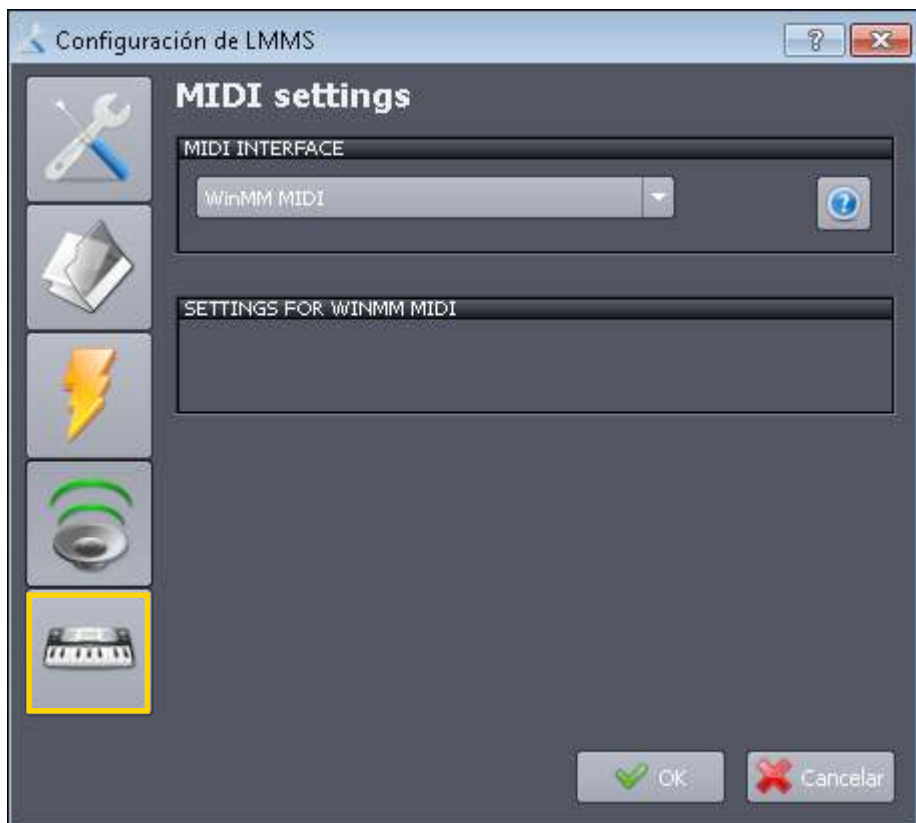 Configuración de LMMS
MIDI settings
MIDI INTERFACE
WinMM MIDI
SETTINGS FOR WINMM MIDI
OK
Cancelar